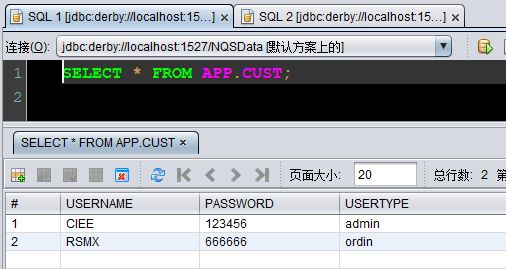 SQL 1 [jdbc:derby://localhost:15...] × SQL 2 [jdbc:derby://localhost:15...] ×
连接(O): jdbc:derby://localhost:1527/NQSData [默认方案上的]
1 SELECT * FROM APP.CUST;
2
SELECT * FROM APP.CUST ×
页面大小: 20 总行数: 2 第
# USERNAME PASSWORD USERTYPE
1 CIEE 123456 admin
2 RSMX 666666 ordin